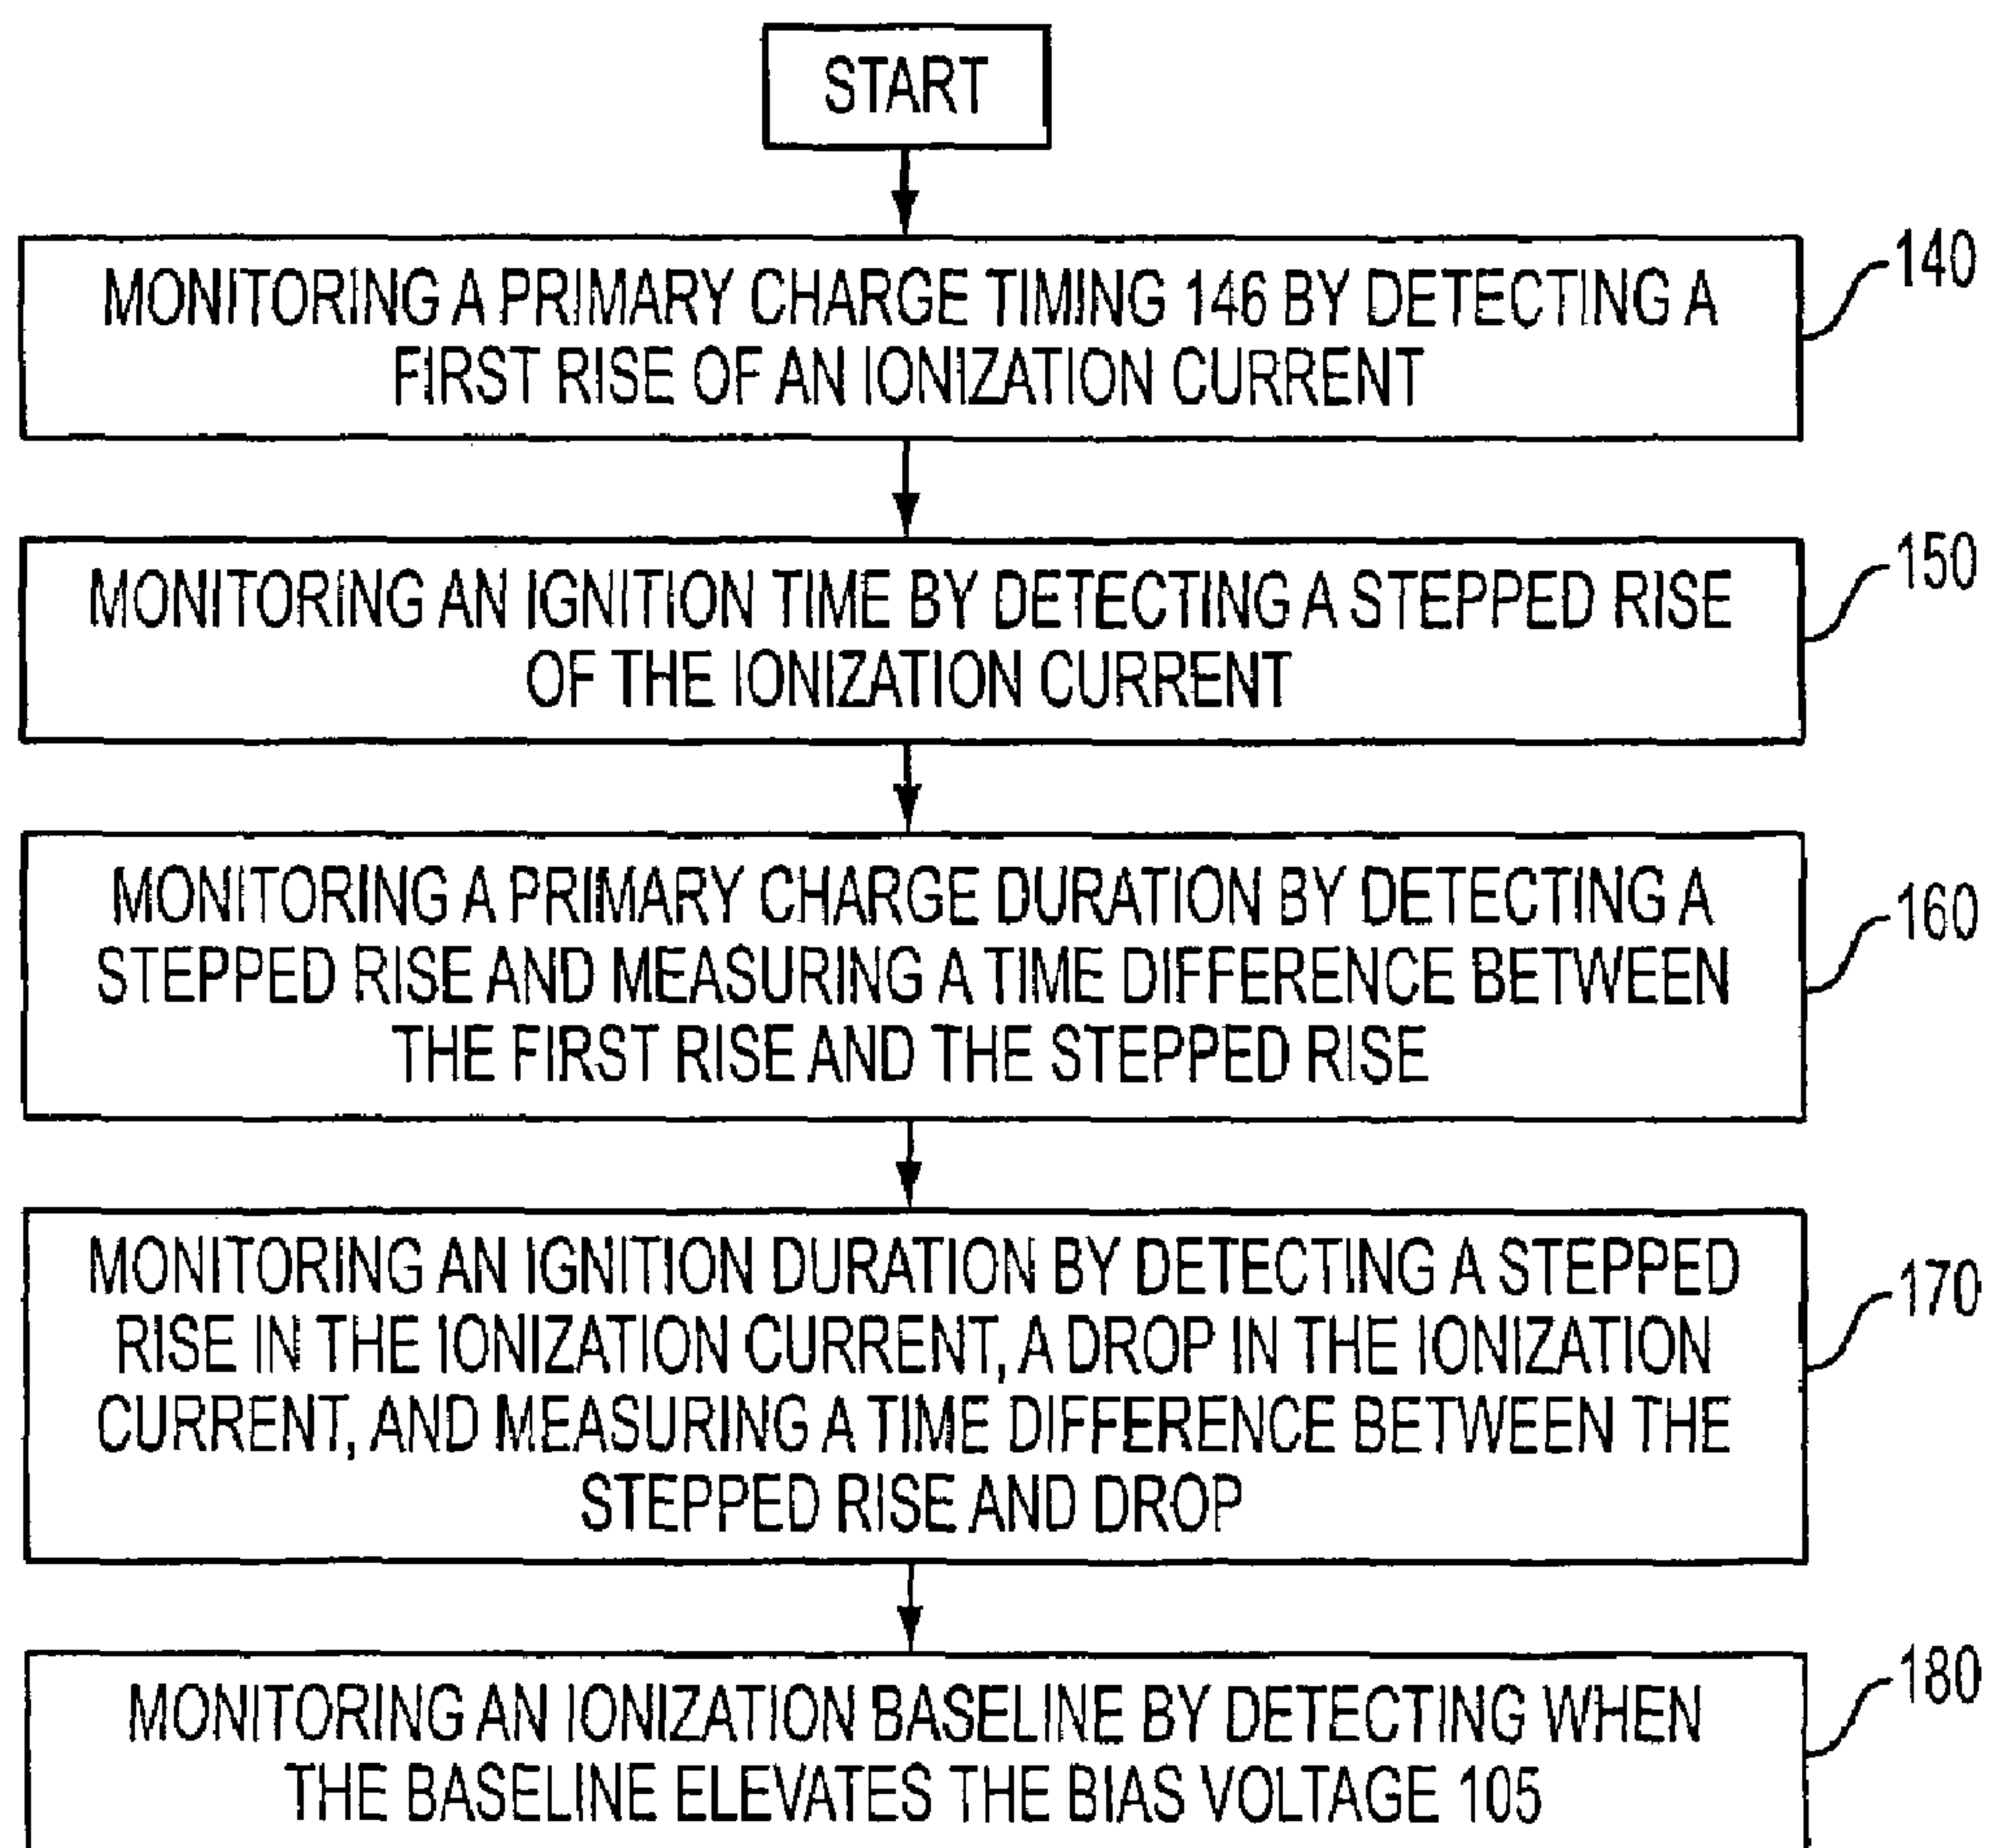 START
MONITORING A PRIMARY CHARGE TIMING 146 BY DETECTING A
FIRST RISE OF AN IONIZATION CURRENT
140
MONITORING AN IGNITION TIME BY DETECTING A STEPPED RISE
OF THE IONIZATION CURRENT
150
MONITORING A PRIMARY CHARGE DURATION BY DETECTING A
STEPPED RISE AND MEASURING A TIME DIFFERENCE BETWEEN
THE FIRST RISE AND THE STEPPED RISE
160
MONITORING AN IGNITION DURATION BY DETECTING A STEPPED
RISE IN THE IONIZATION CURRENT, A DROP IN THE IONIZATION
CURRENT, AND MEASURING A TIME DIFFERENCE BETWEEN THE
STEPPED RISE AND DROP
170
MONITORING AN IONIZATION BASELINE BY DETECTING WHEN
THE BASELINE ELEVATES THE BIAS VOLTAGE 105
180